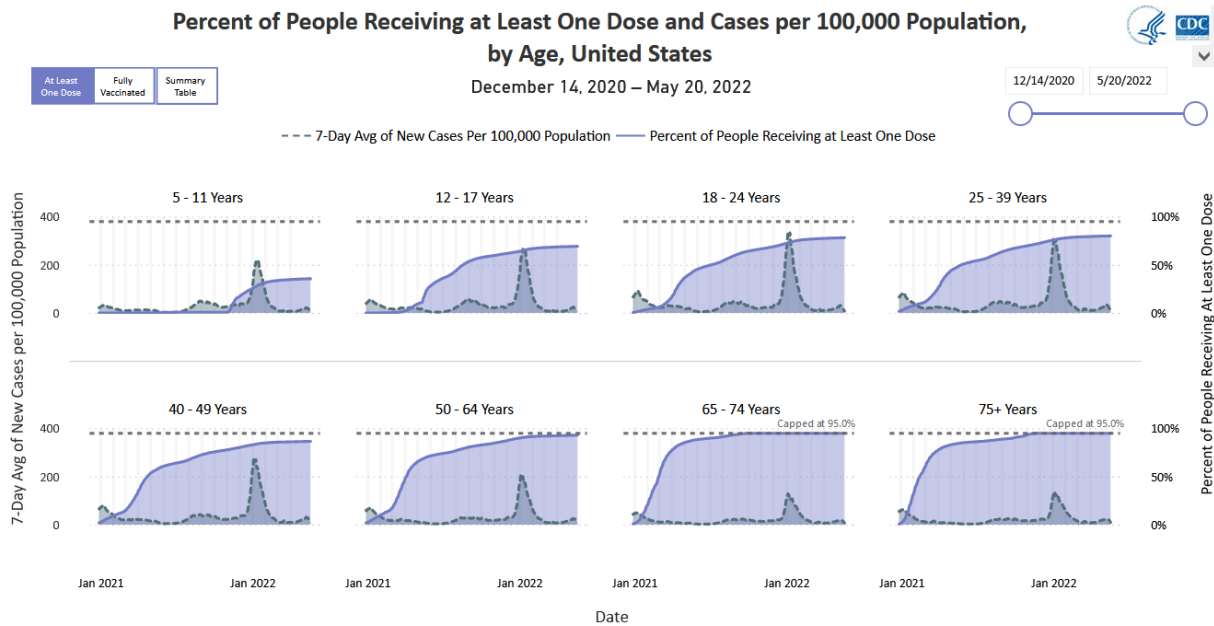 Percent of People Receiving at Least One Dose and Cases per 100,000 Population,
by Age, United States
December 14, 2020 – May 20, 2022
CDC
At Least
One Dose
Fully
Vaccinated
Summary
Table
12/14/2020
5/20/2022
7-Day Avg of New Cases Per 100,000 Population
Percent of People Receiving at Least One Dose
7-Day Avg of New Cases per 100,000 Population
5 - 11 Years
12 - 17 Years
18 - 24 Years
25 - 39 Years
400
200
0
100%
50%
0%
40 - 49 Years
50 - 64 Years
65 - 74 Years
75+ Years
Capped at 95.0%
Capped at 95.0%
400
200
0
100%
50%
0%
Percent of People Receiving At Least One Dose
Jan 2021
Jan 2022
Jan 2021
Jan 2022
Jan 2021
Jan 2022
Jan 2021
Jan 2022
Date